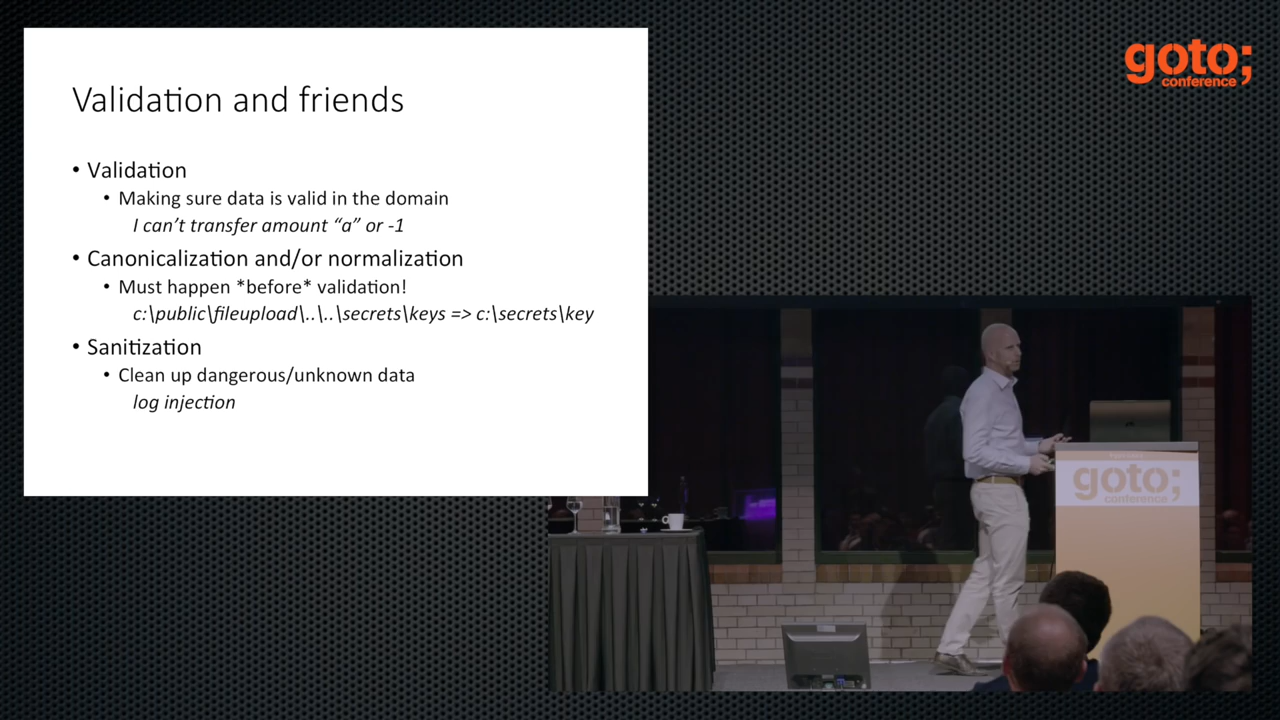 Validation and friends
• Validation
• Making sure data is valid in the domain
I can’t transfer amount “a” or -1
• Canonicalization and/or normalization
• Must happen *before* validation!
c:\public\fileupload\..\..\secrets\keys => c:\secrets\key
• Sanitization
• Clean up dangerous/unknown data
log injection
goto;
conference
goto;
conference